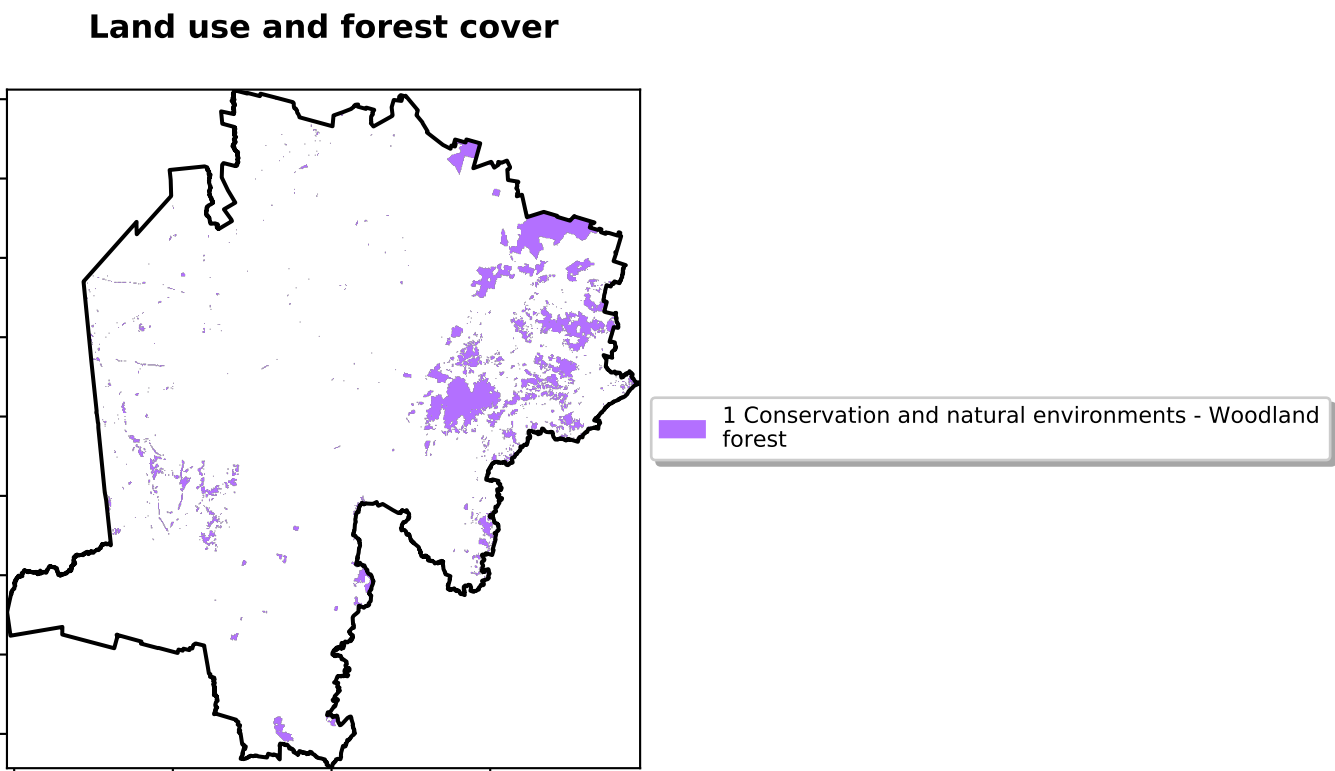 Land use and forest cover
1 Conservation and natural environments - Woodland
forest